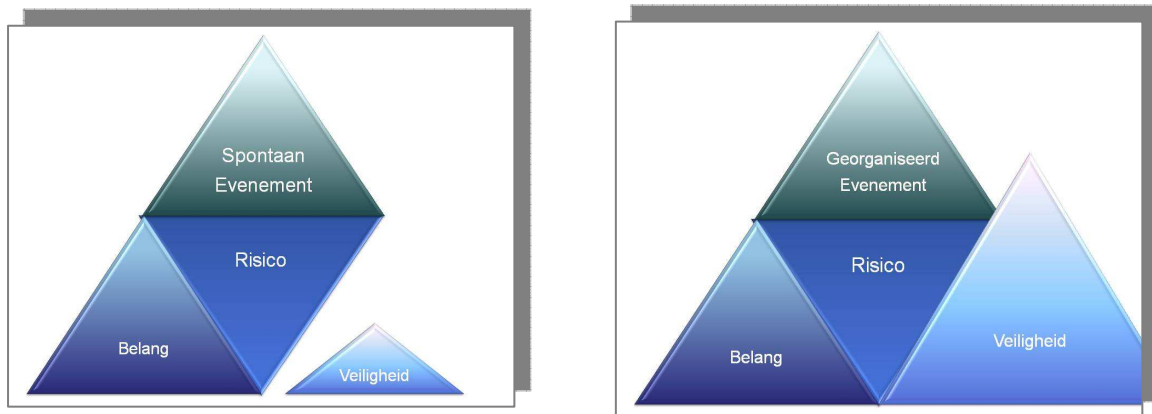 Spontaan
Evenement
Risico
Belang
Veiligheid
Georganiseerd
Evenement
Risico
Belang
Veiligheid